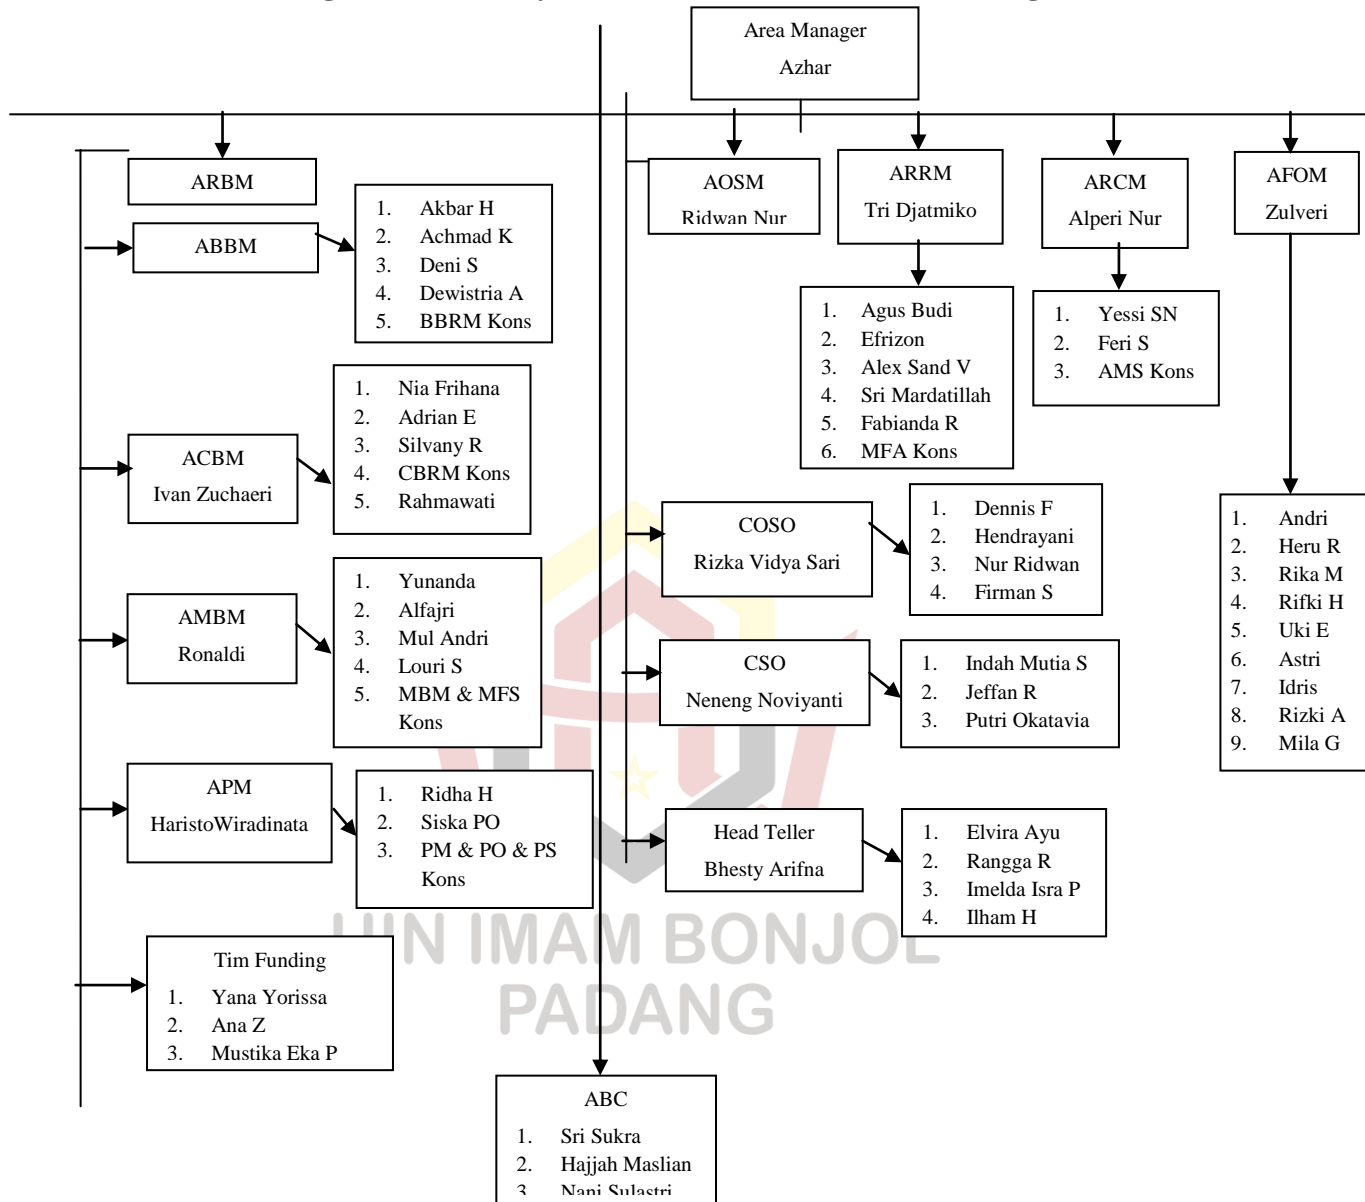 Area Manager
Azhar
ARBM
AOSM
Ridwan Nur
ARRM
Tri Djatmiko
ARCM
Alperi Nur
AFOM
Zulveri
ABBM
1. Akbar H
2. Achmad K
3. Deni S
4. Dewistria A
5. BBRM Kons
1. Agus Budi
2. Efrizon
3. Alex Sand V
4. Sri Mardatillah
5. Fabianda R
6. MFA Kons
1. Yessi SN
2. Feri S
3. AMS Kons
ACBM
Ivan Zuchaeri
1. Nia Frihana
2. Adrian E
3. Silvany R
4. CBRM Kons
5. Rahmawati
COSO
Rizka Vidya Sari
1. Dennis F
2. Hendrayani
3. Nur Ridwan
4. Firman S
1. Andri
2. Heru R
3. Rika M
4. Rifki H
5. Uki E
6. Astri
7. Idris
8. Rizki A
9. Mila G
AMBM
Ronaldi
1. Yunanda
2. Alfajri
3. Mul Andri
4. Louri S
5. MBM & MFS
Kons
CSO
Neneng Noviyanti
1. Indah Mutia S
2. Jeffan R
3. Putri Okatavia
APM
HaristoWiradinata
1. Ridha H
2. Siska PO
3. PM & PO & PS
Kons
Head Teller
Bhesty Arifna
1. Elvira Ayu
2. Rangga R
3. Imelda Isra P
4. Ilham H
UIN IMAM BONJOL
PADANG
Tim Funding
1. Yana Yorissa
2. Ana Z
3. Mustika Eka P
ABC
1. Sri Sukra
2. Hajjah Maslian
3. Nani Sulastri